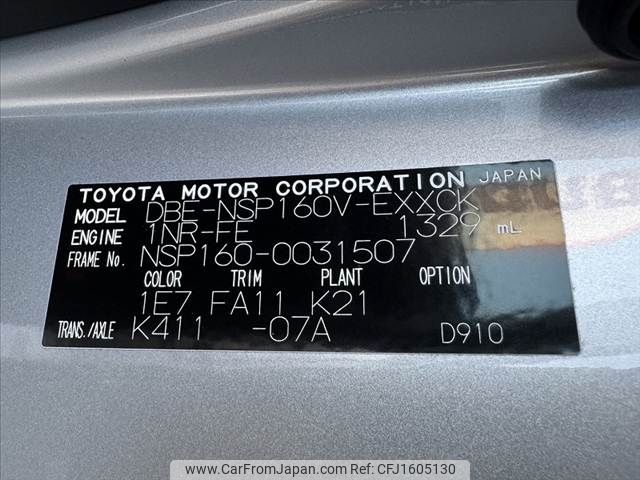 TOYOTA MOTOR CORPORATION JAPAN
MODEL DBE-NSP160V-EXXCK
ENGINE 1NR-FE 1329 mL
FRAME No. NSP160-0031507
COLOR TRIM PLANT OPTION
1E7 FA11 K21
TRANS./AXLE K411 -07A D910
www.CarFromJapan.com - CFJ1605130